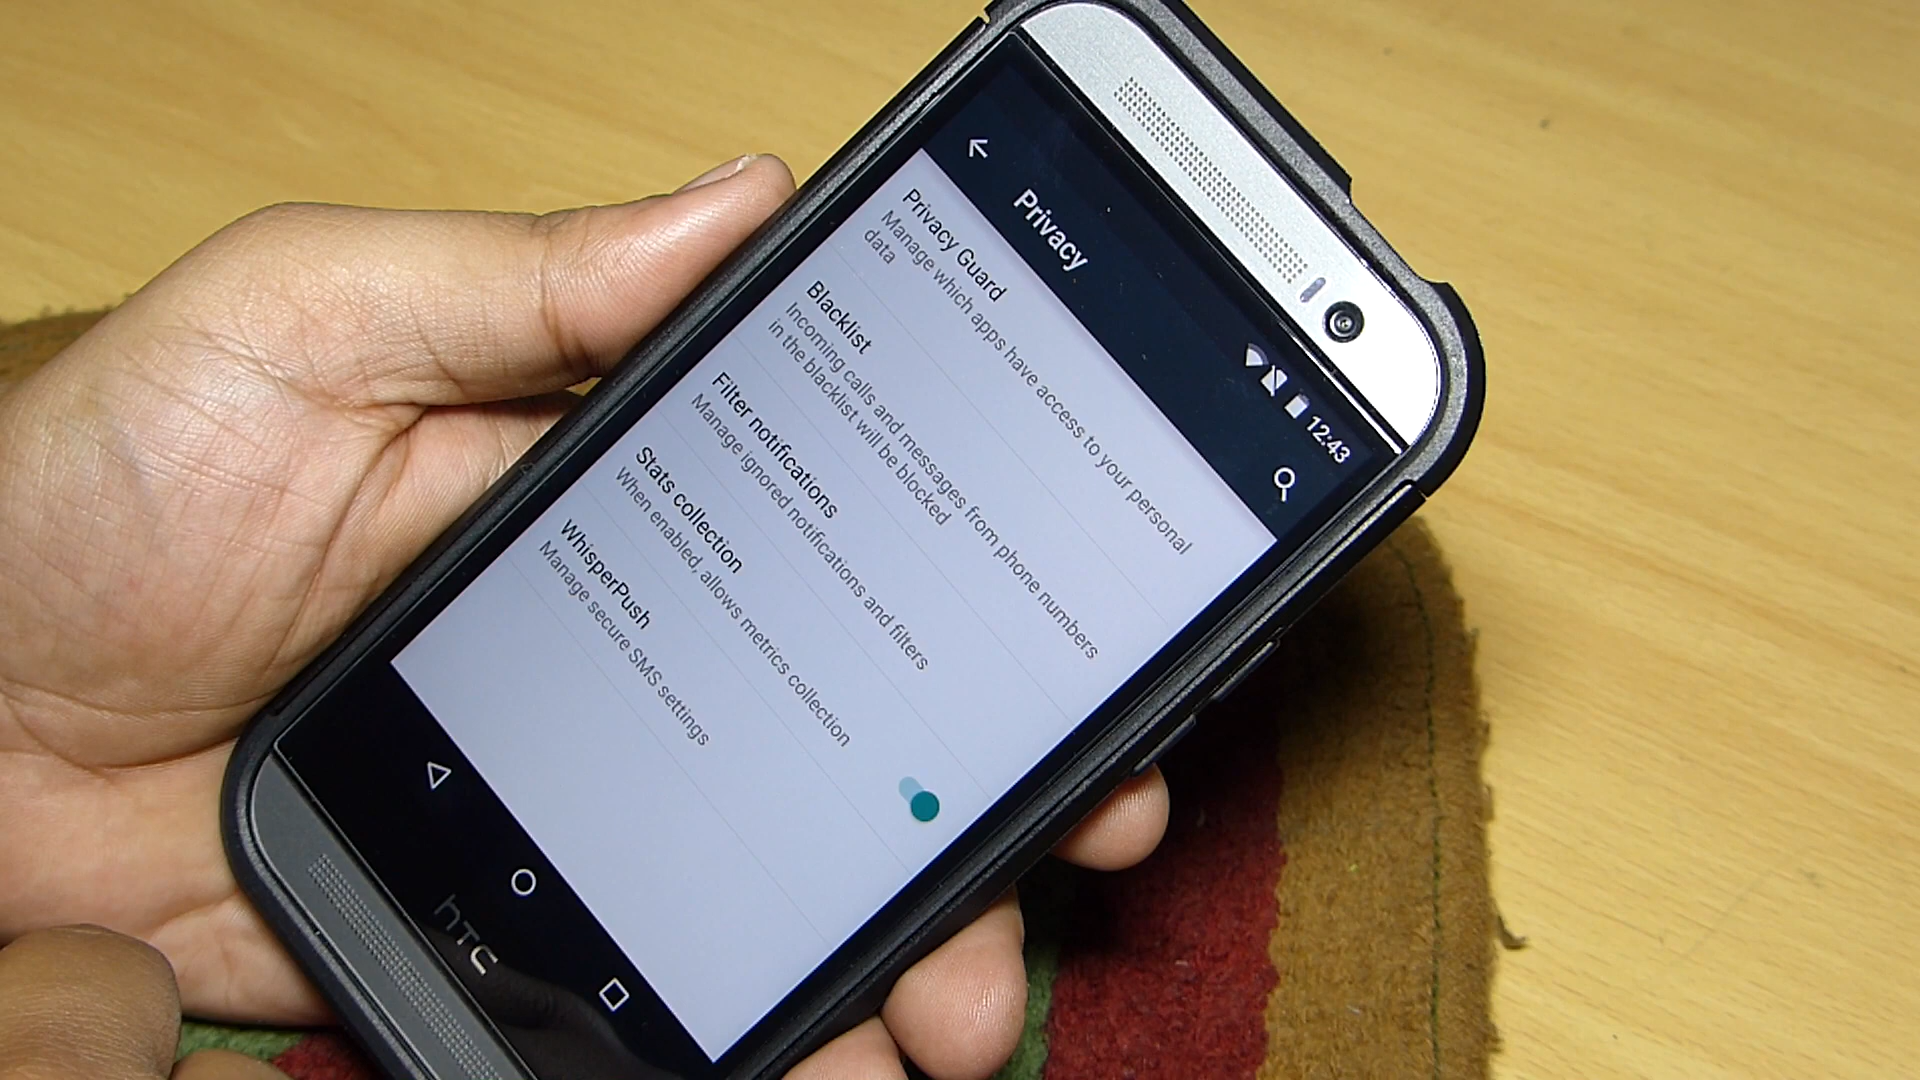 12:43
Privacy
Privacy Guard
Manage which apps have access to your personal
data
Blacklist
Incoming calls and messages from phone numbers
in the blacklist will be blocked
Filter notifications
Manage ignored notifications and filters
Stats collection
When enabled, allows metrics collection
WhisperPush
Manage secure SMS settings
hTC